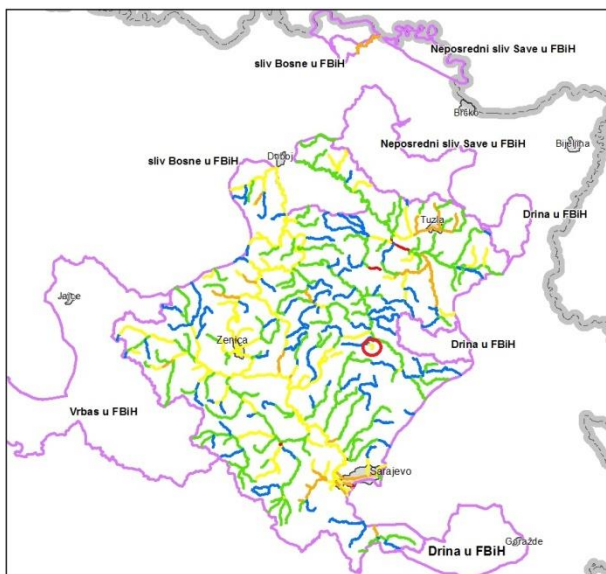 Neposredni sliv Save u FBiH
sliv Bosne u FBiH
Brčko
Bijeljina
Neposredni sliv Save u FBiH
Doboj
sliv Bosne u FBiH
Drina u FBiH
Tuzla
Jajce
Zenica
Drina u FBiH
Vrbas u FBiH
Sarajevo
Goražde
Drina u FBiH